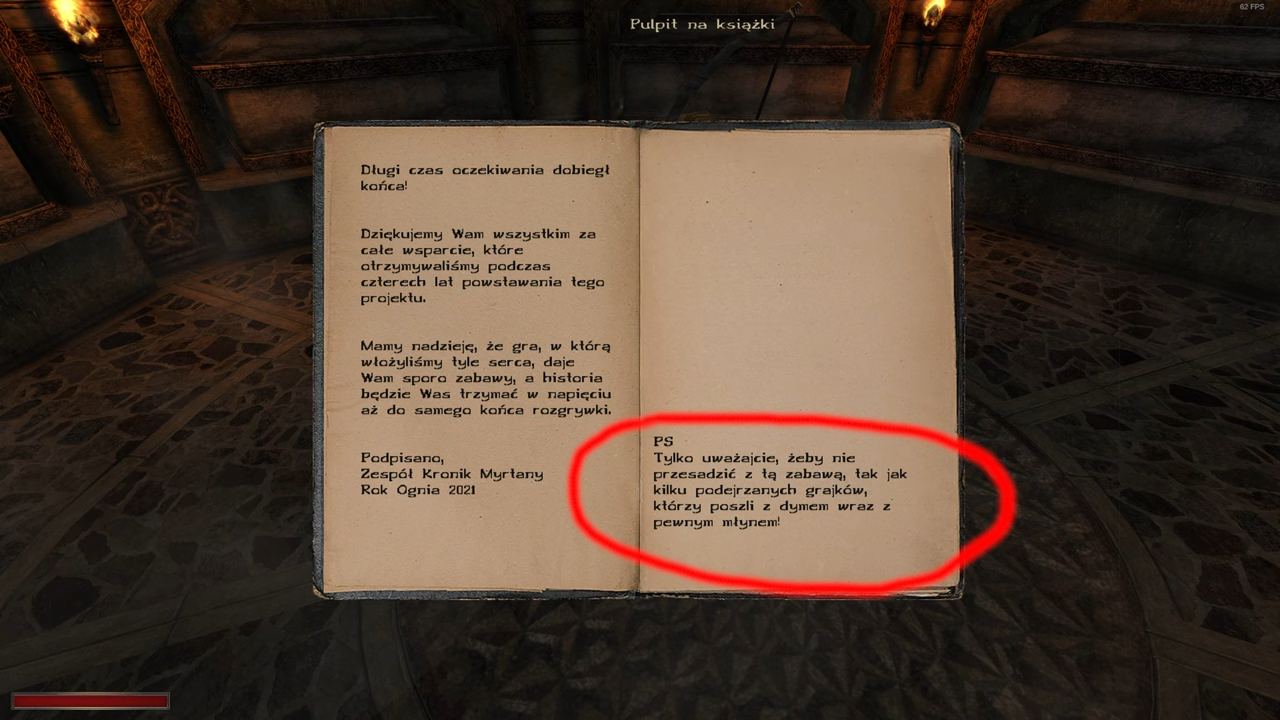 62 FPS
Pulpit na książki
Długi czas oczekiwania dobiegł
końca!
Dziękujemy Wam wszystkim za
całe wsparcie, które
otrzymywaliśmy podczas
czterech lat powstawania tego
projektu.
Mamy nadzieję, że gra, w którą
włożyliśmy tyle serca, daje
Wam sporo zabawy, a historia
będzie Was trzymać w napięciu
aż do samego końca rozgrywki.
Podpisano,
Zespół Kronik Myrtany
Rok Ognia 2021
PS
Tylko uważajcie, żeby nie
przesadzić z tą zabawą, tak jak
kilku podejrzanych grajków,
którzy poszli z dymem wraz z
pewnym młynem!